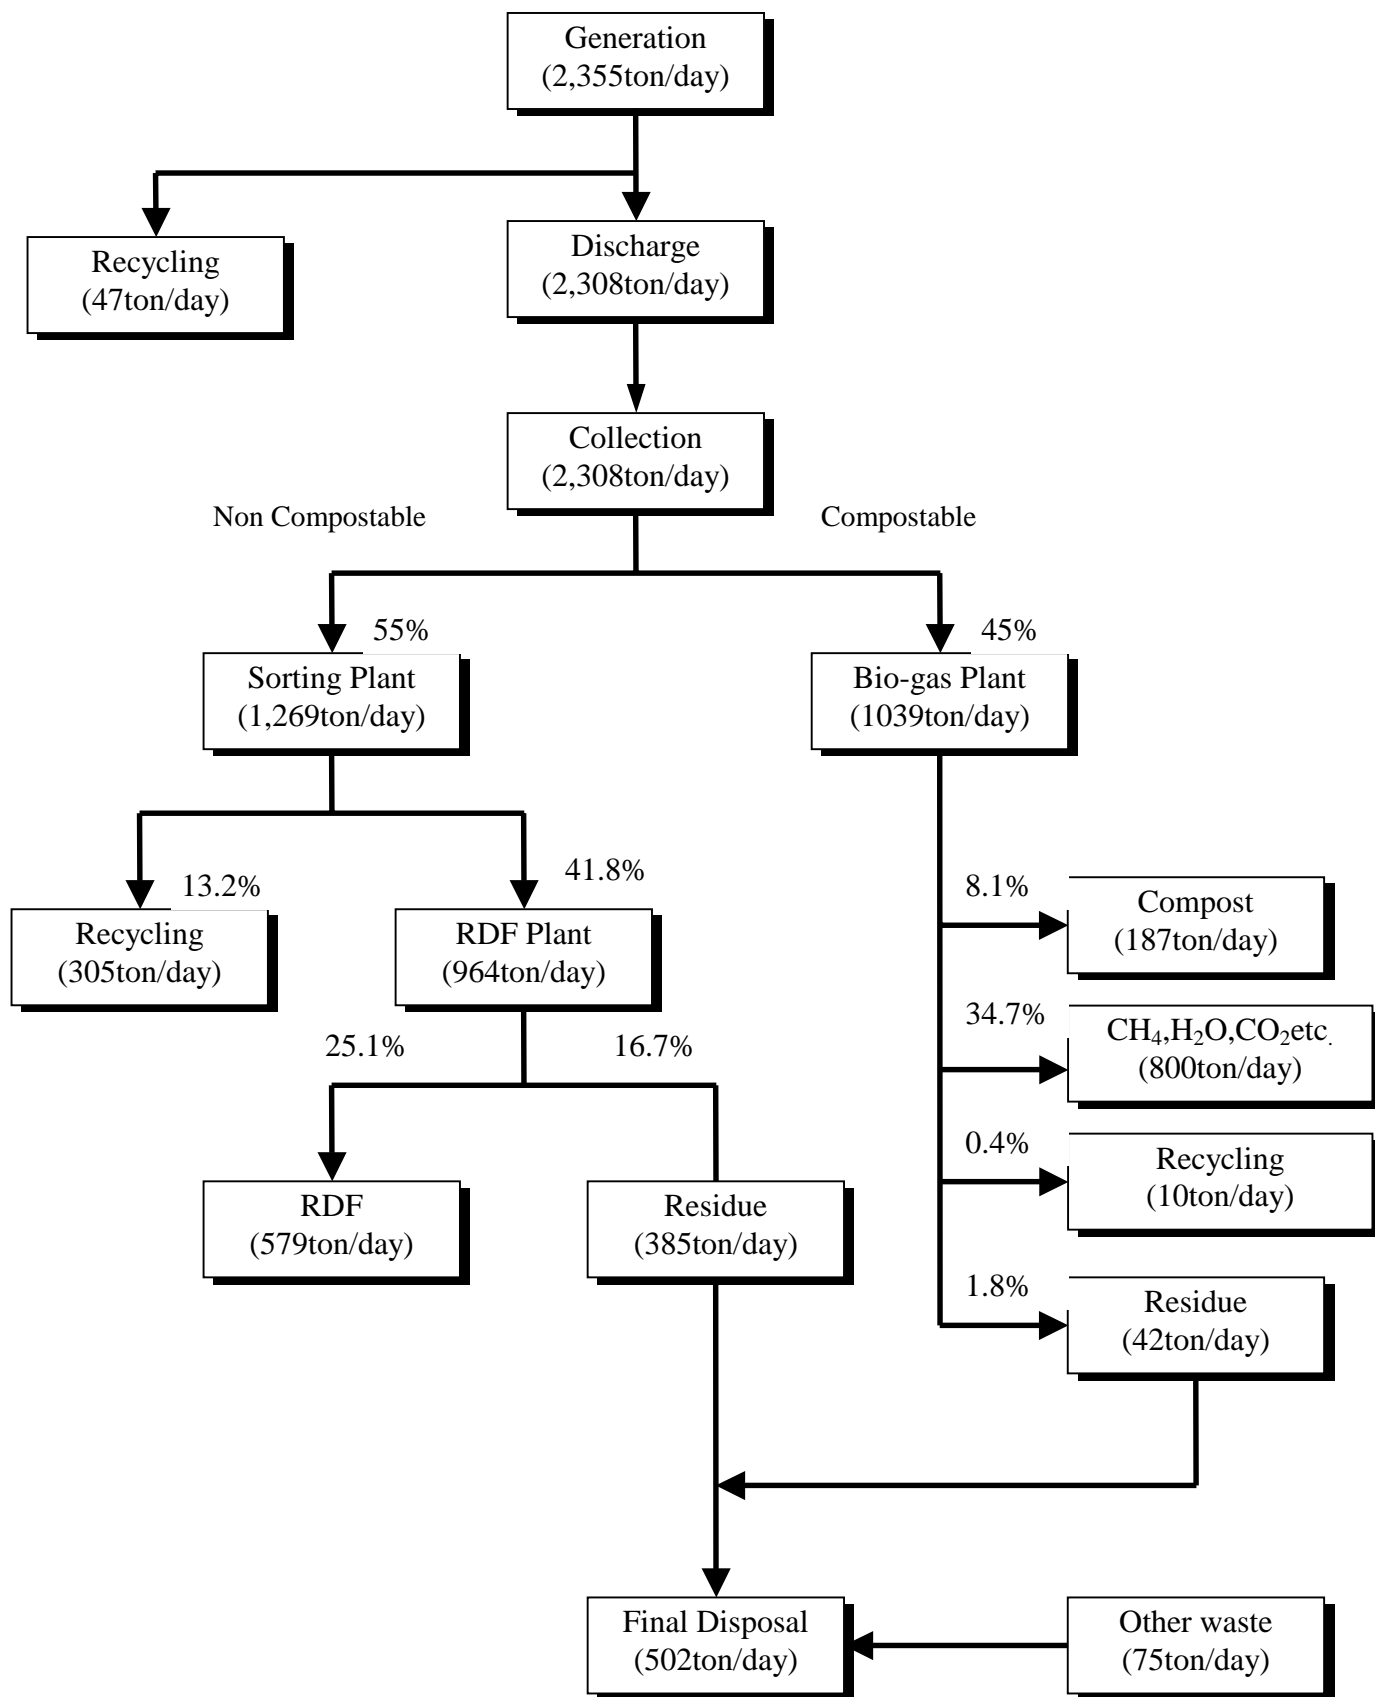 Generation
(2,355ton/day)
Recycling
(47ton/day)
Discharge
(2,308ton/day)
Collection
(2,308ton/day)
Non Compostable
Compostable
55%
45%
Sorting Plant
(1,269ton/day)
Bio-gas Plant
(1039ton/day)
13.2%
41.8%
8.1%
Recycling
(305ton/day)
RDF Plant
(964ton/day)
Compost
(187ton/day)
25.1%
16.7%
34.7%
CH₄,H₂O,CO₂etc.
(800ton/day)
0.4%
Recycling
(10ton/day)
RDF
(579ton/day)
Residue
(385ton/day)
1.8%
Residue
(42ton/day)
Final Disposal
(502ton/day)
Other waste
(75ton/day)